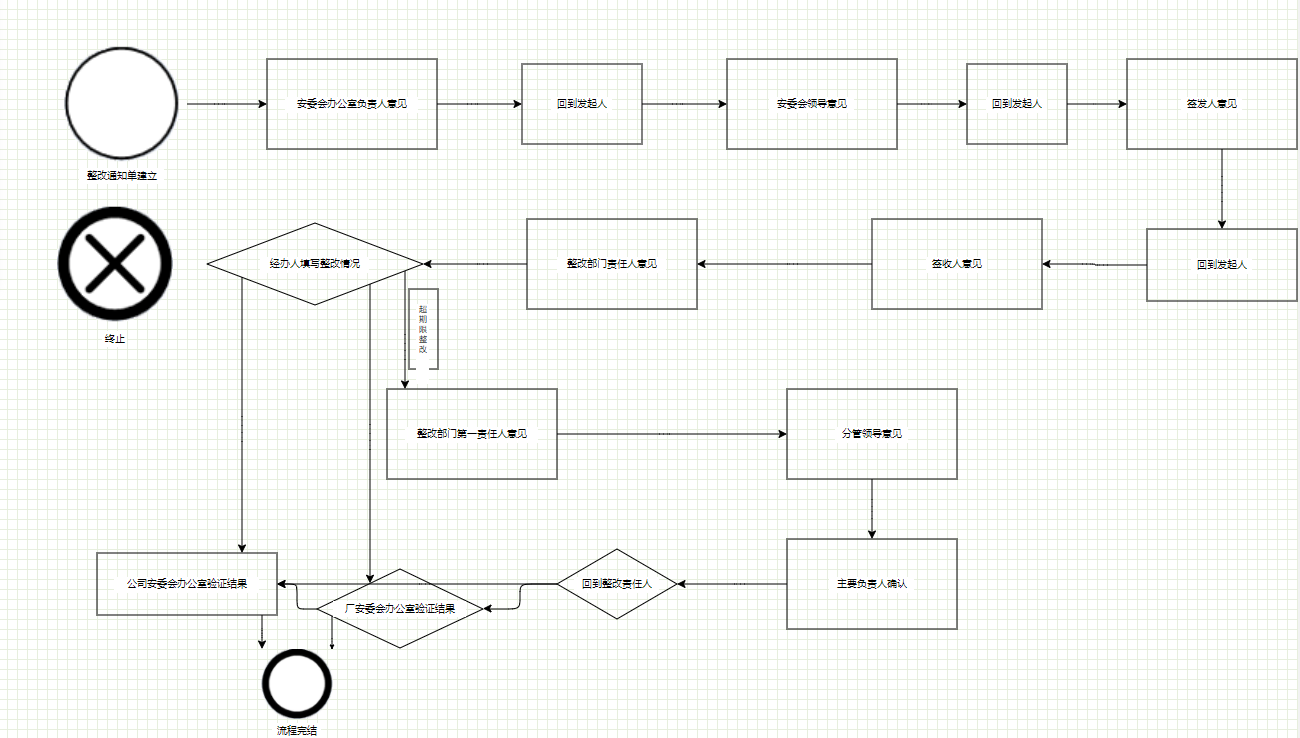 安委会办公室负责人意见
回到发起人
安委会领导意见
回到发起人
签发人意见
整改通知单建立
经办人填写整改情况
整改部门责任人意见
签收人意见
回到发起人
终止
超
期
限
整
改
整改部门第一责任人意见
分管领导意见
公司安委会办公室验证结果
厂安委会办公室验证结果
回到整改责任人
主要负责人确认
流程完结